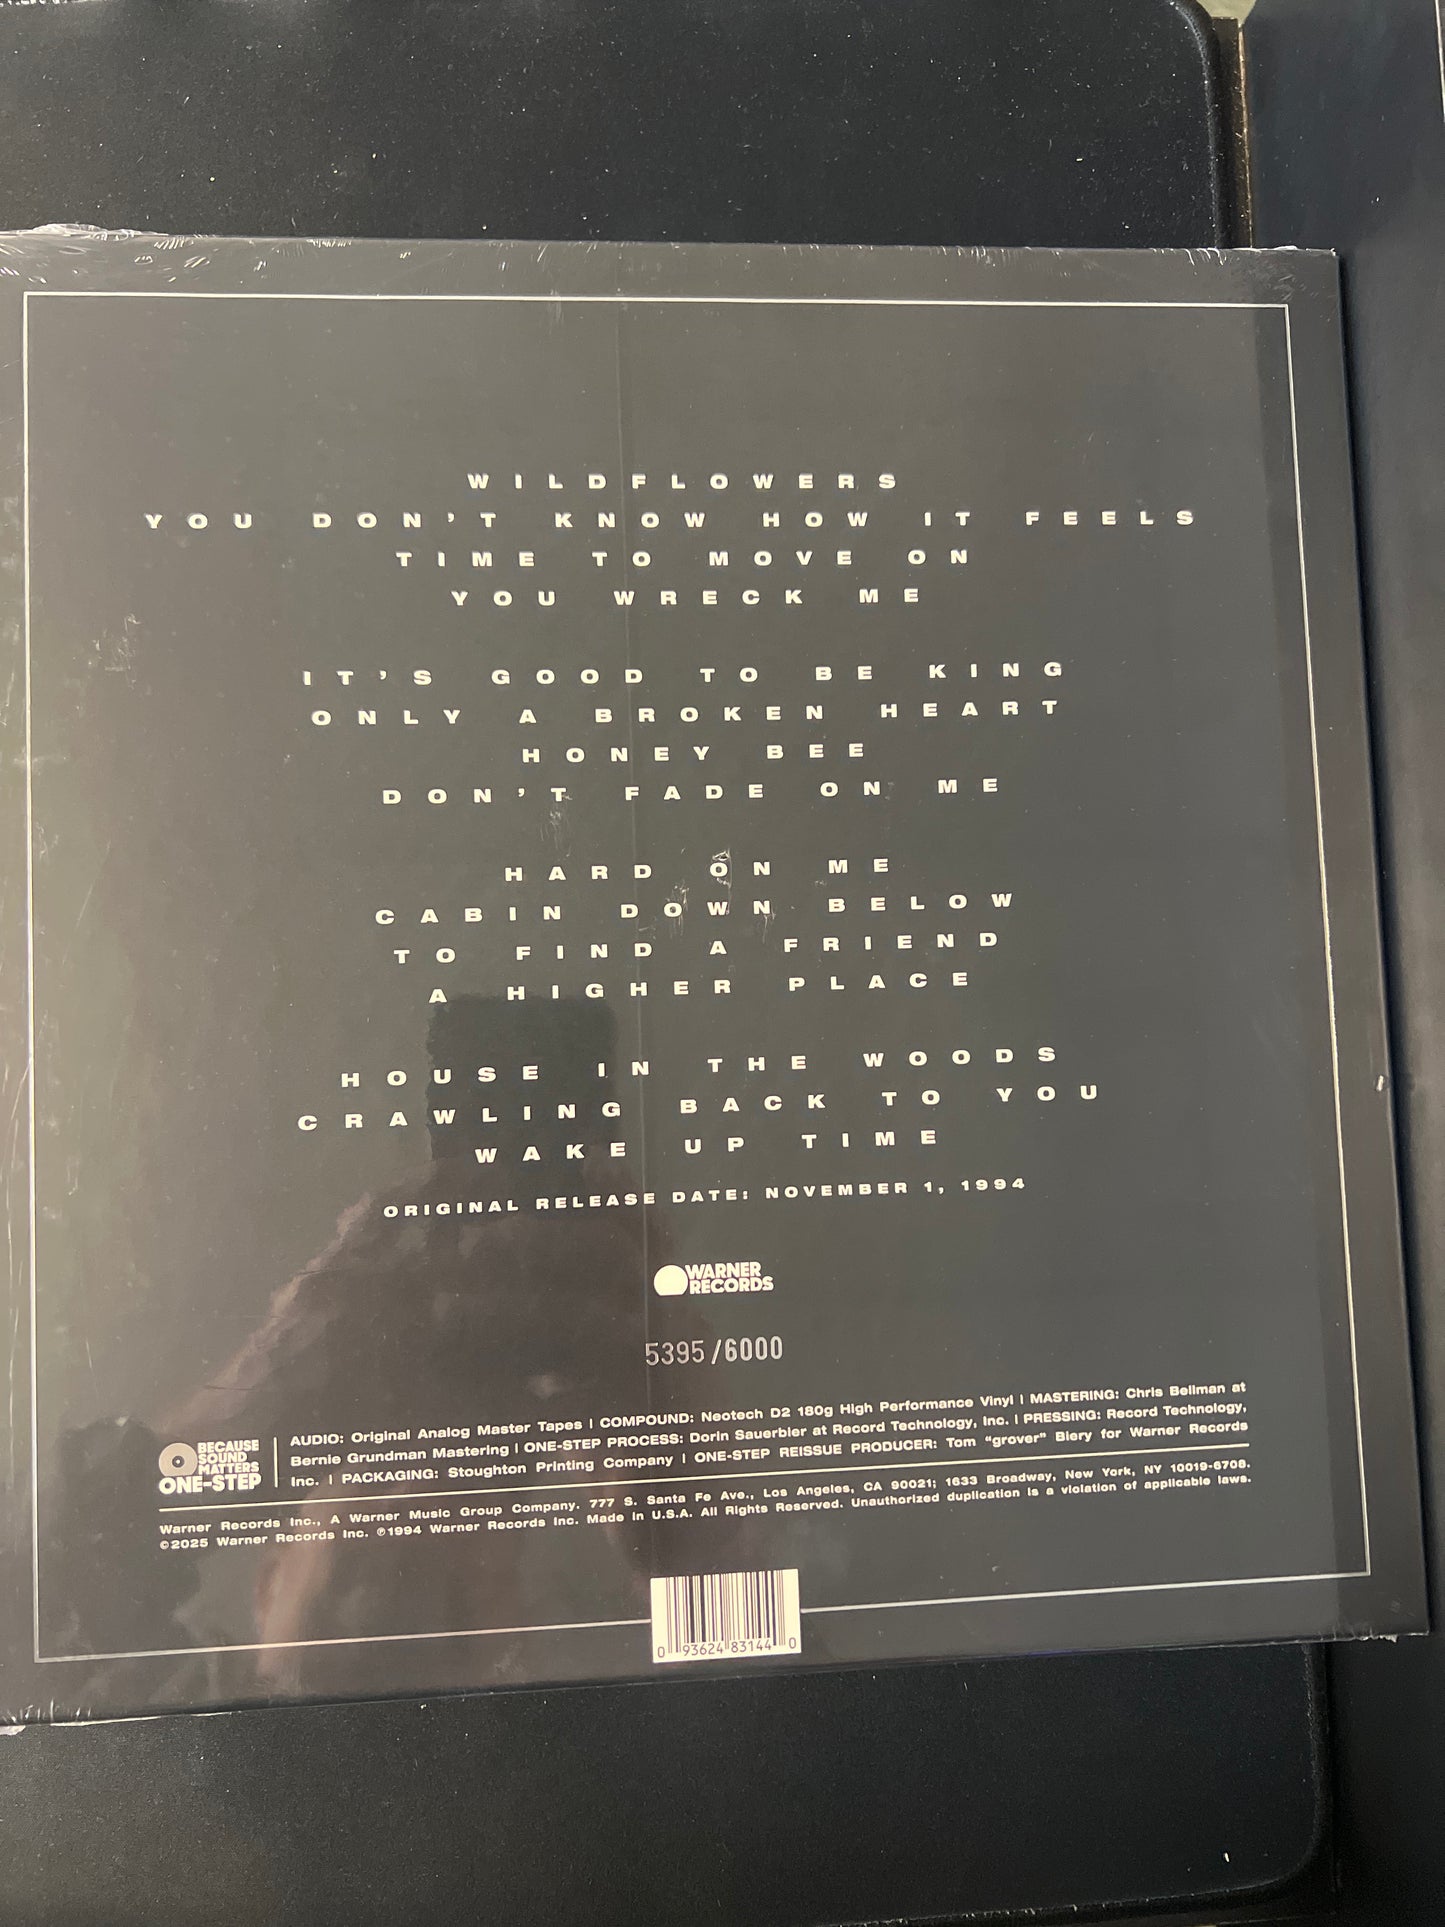 WILDFLOWERS
YOU DON'T KNOW HOW IT FEELS
TIME TO MOVE ON
YOU WRECK ME
IT'S GOOD TO BE KING
ONLY A BROKEN HEART
HONEY BEE
DON'T FADE ON ME
HARD ON ME
CABIN DOWN BELOW
TO FIND A FRIEND
A HIGHER PLACE
HOUSE IN THE WOODS
CRAWLING BACK TO YOU
WAKE UP TIME
ORIGINAL RELEASE DATE: NOVEMBER 1, 1994
WARNER
RECORDS
5395/6000
BECAUSE
SOUND
MATTERS
ONE-STEP
AUDIO: Original Analog Master Tapes | COMPOUND: Neotech D2 180g High Performance Vinyl | MASTERING: Chris Bellman at
Bernie Grundman Mastering | ONE-STEP PROCESS: Dorin Sauerbier at Record Technology, Inc. | PRESSING: Record Technology,
Inc. | PACKAGING: Stoughton Printing Company | ONE-STEP REISSUE PRODUCER: Tom "grover" Biery for Warner Records
Warner Records Inc., A Warner Music Group Company. 777 S. Santa Fe Ave., Los Angeles, CA 90021; 1633 Broadway, New York, NY 10019-6708.
©2025 Warner Records Inc. ℗1994 Warner Records Inc. Made in U.S.A. All Rights Reserved. Unauthorized duplication is a violation of applicable laws.
0 93624 83144 0